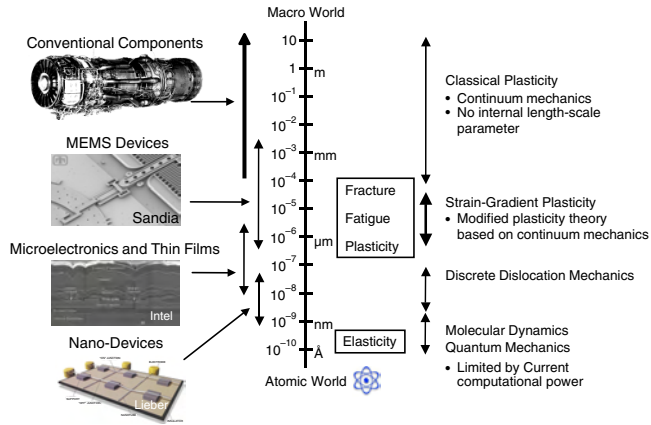 Macro World
Conventional Components
10
1
m
10⁻¹
10⁻²
10⁻³
mm
10⁻⁴
10⁻⁵
10⁻⁶
μm
10⁻⁷
10⁻⁸
10⁻⁹
nm
10⁻¹⁰
Å
Atomic World
MEMS Devices
Sandia
Microelectronics and Thin Films
Intel
Nano-Devices
Lieber
Fracture
Fatigue
Plasticity
Elasticity
Classical Plasticity
• Continuum mechanics
• No internal length-scale
parameter
Strain-Gradient Plasticity
• Modified plasticity theory
based on continuum mechanics
Discrete Dislocation Mechanics
Molecular Dynamics
Quantum Mechanics
• Limited by Current
computational power